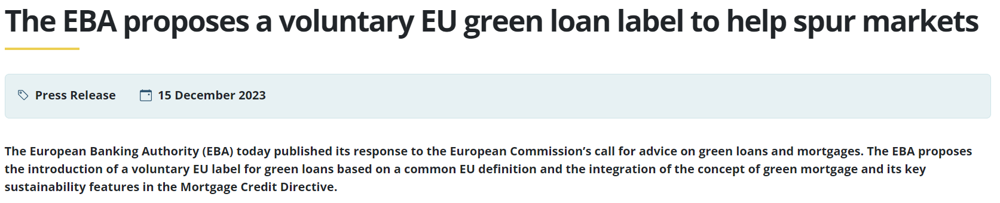 The EBA proposes a voluntary EU green loan label to help spur markets
Press Release 15 December 2023
The European Banking Authority (EBA) today published its response to the European Commission’s call for advice on green loans and mortgages. The EBA proposes
the introduction of a voluntary EU label for green loans based on a common EU definition and the integration of the concept of green mortgage and its key
sustainability features in the Mortgage Credit Directive.